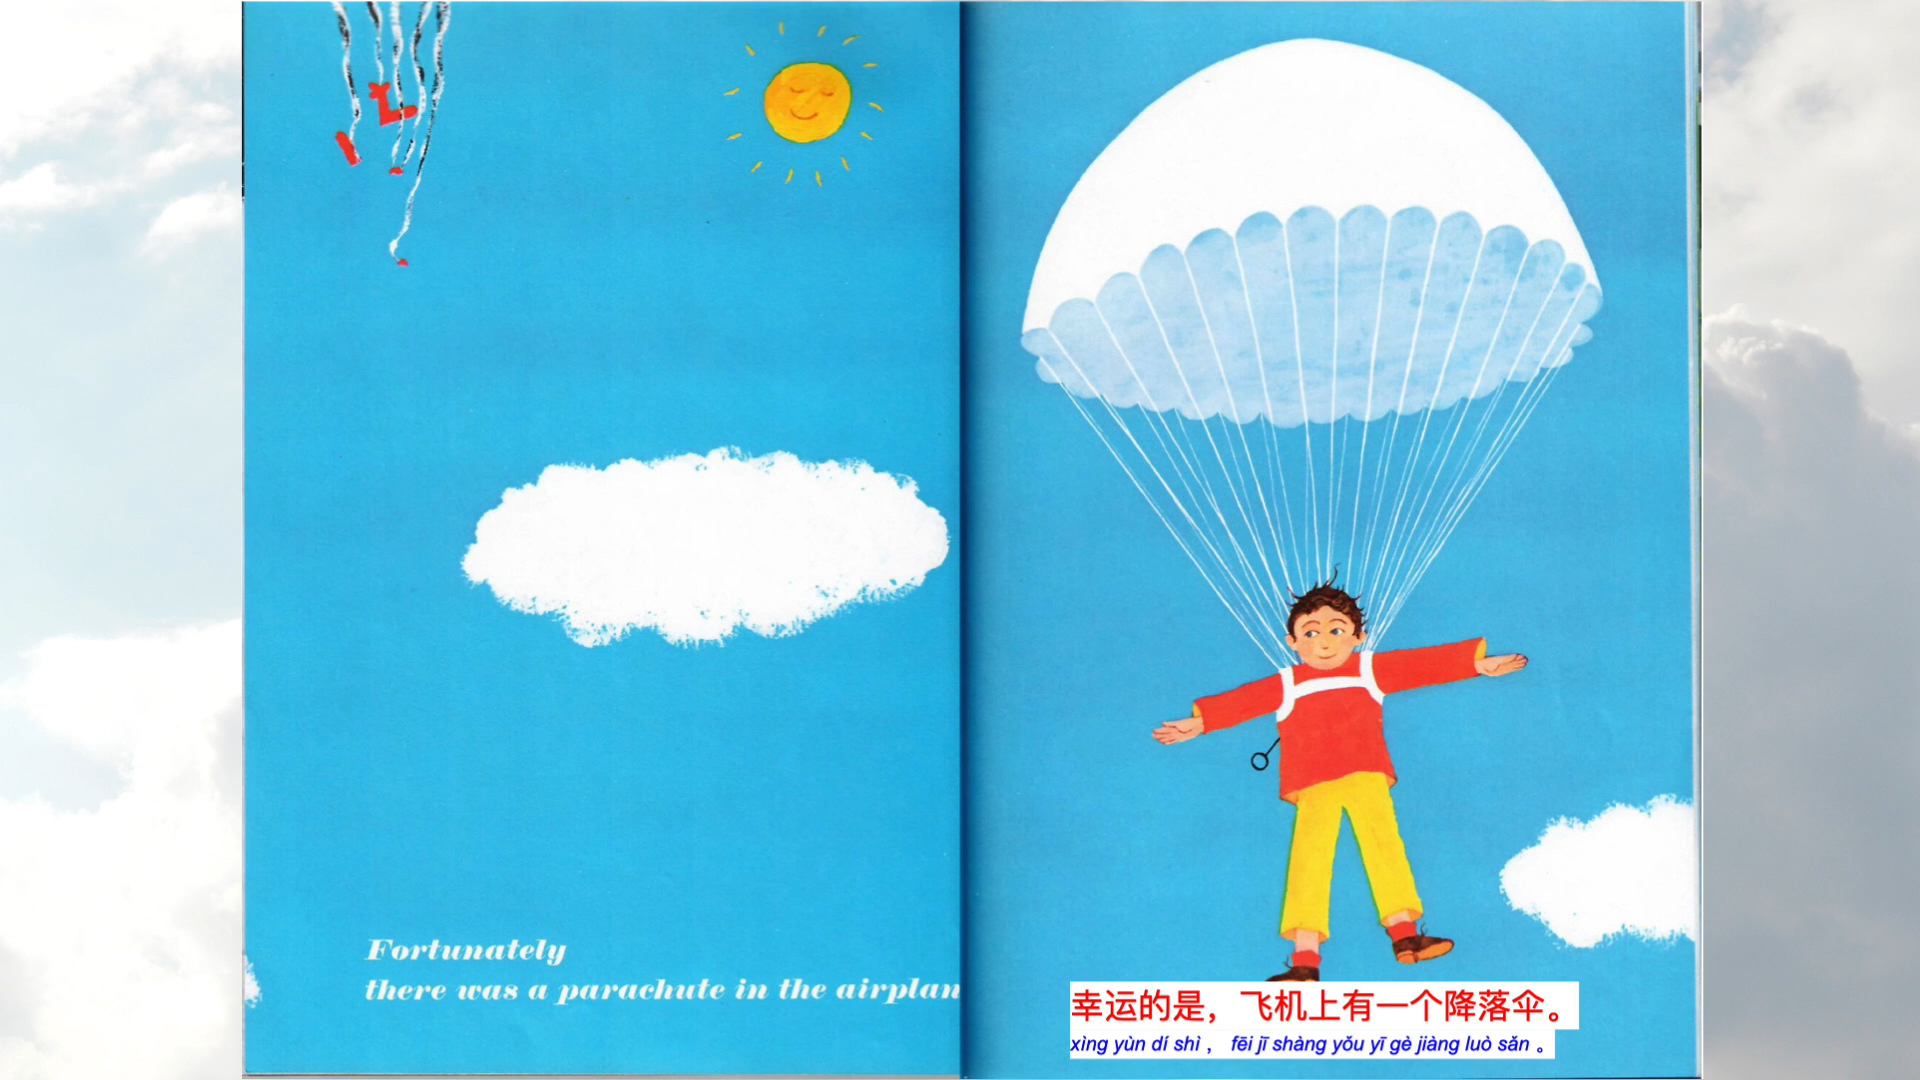 Fortunately
there was a parachute in the airplan
幸运的是，飞机上有一个降落伞。
xìng yùn dí shì ， fēi jī shàng yǒu yī gè jiàng luò sǎn 。